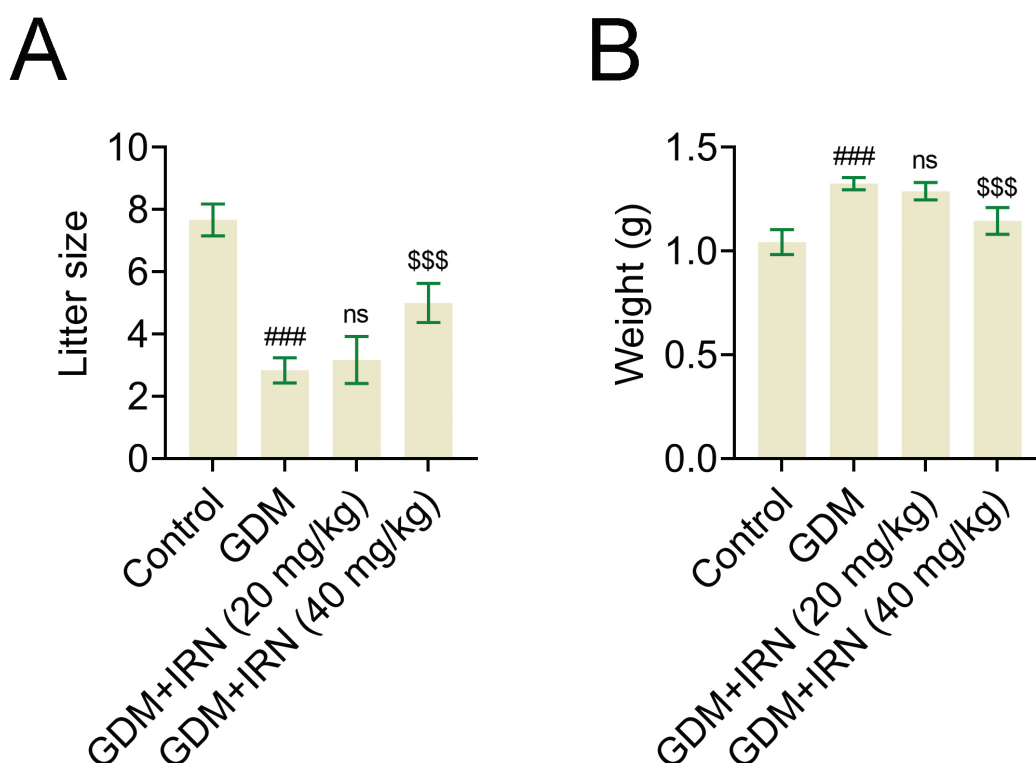 A
10
8
6
4
2
0
Litter size
###
ns
$$$
Control
GDM
GDM+IRN (20 mg/kg)
GDM+IRN (40 mg/kg)
B
1.5
1.0
0.5
0.0
Weight (g)
###
ns
$$$
Control
GDM
GDM+IRN (20 mg/kg)
GDM+IRN (40 mg/kg)